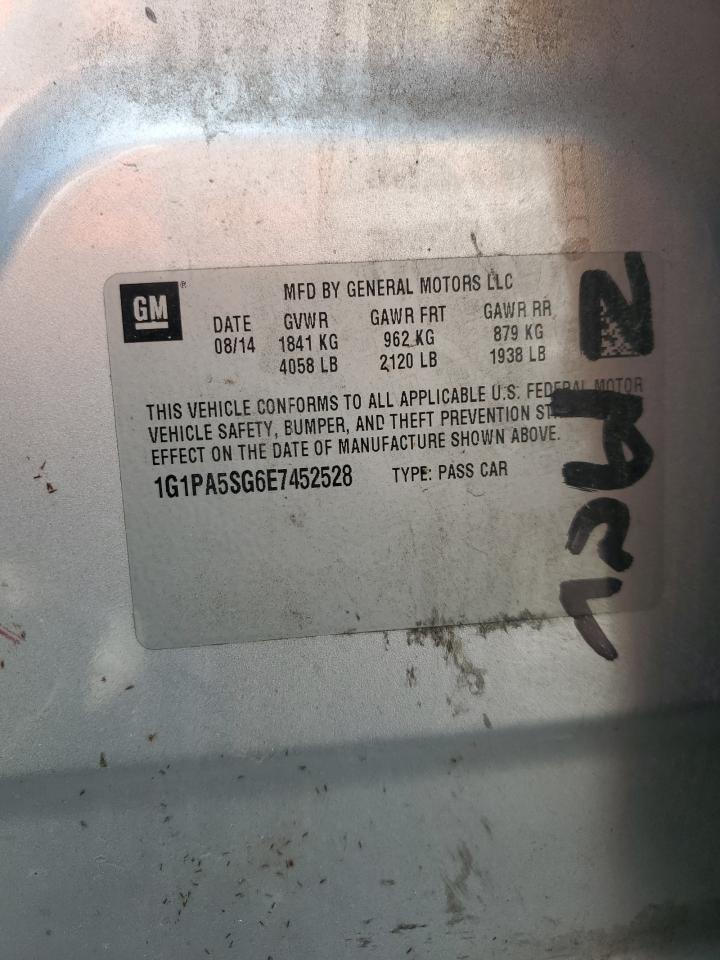 GM
MFD BY GENERAL MOTORS LLC
DATE GVWR GAWR FRT GAWR RR
08/14 1841 KG 962 KG 879 KG
4058 LB 2120 LB 1938 LB
THIS VEHICLE CONFORMS TO ALL APPLICABLE U.S. FEDERAL MOTOR
VEHICLE SAFETY, BUMPER, AND THEFT PREVENTION
EFFECT ON THE DATE OF MANUFACTURE SHOWN ABOVE.
1G1PA5SG6E7452528 TYPE: PASS CAR